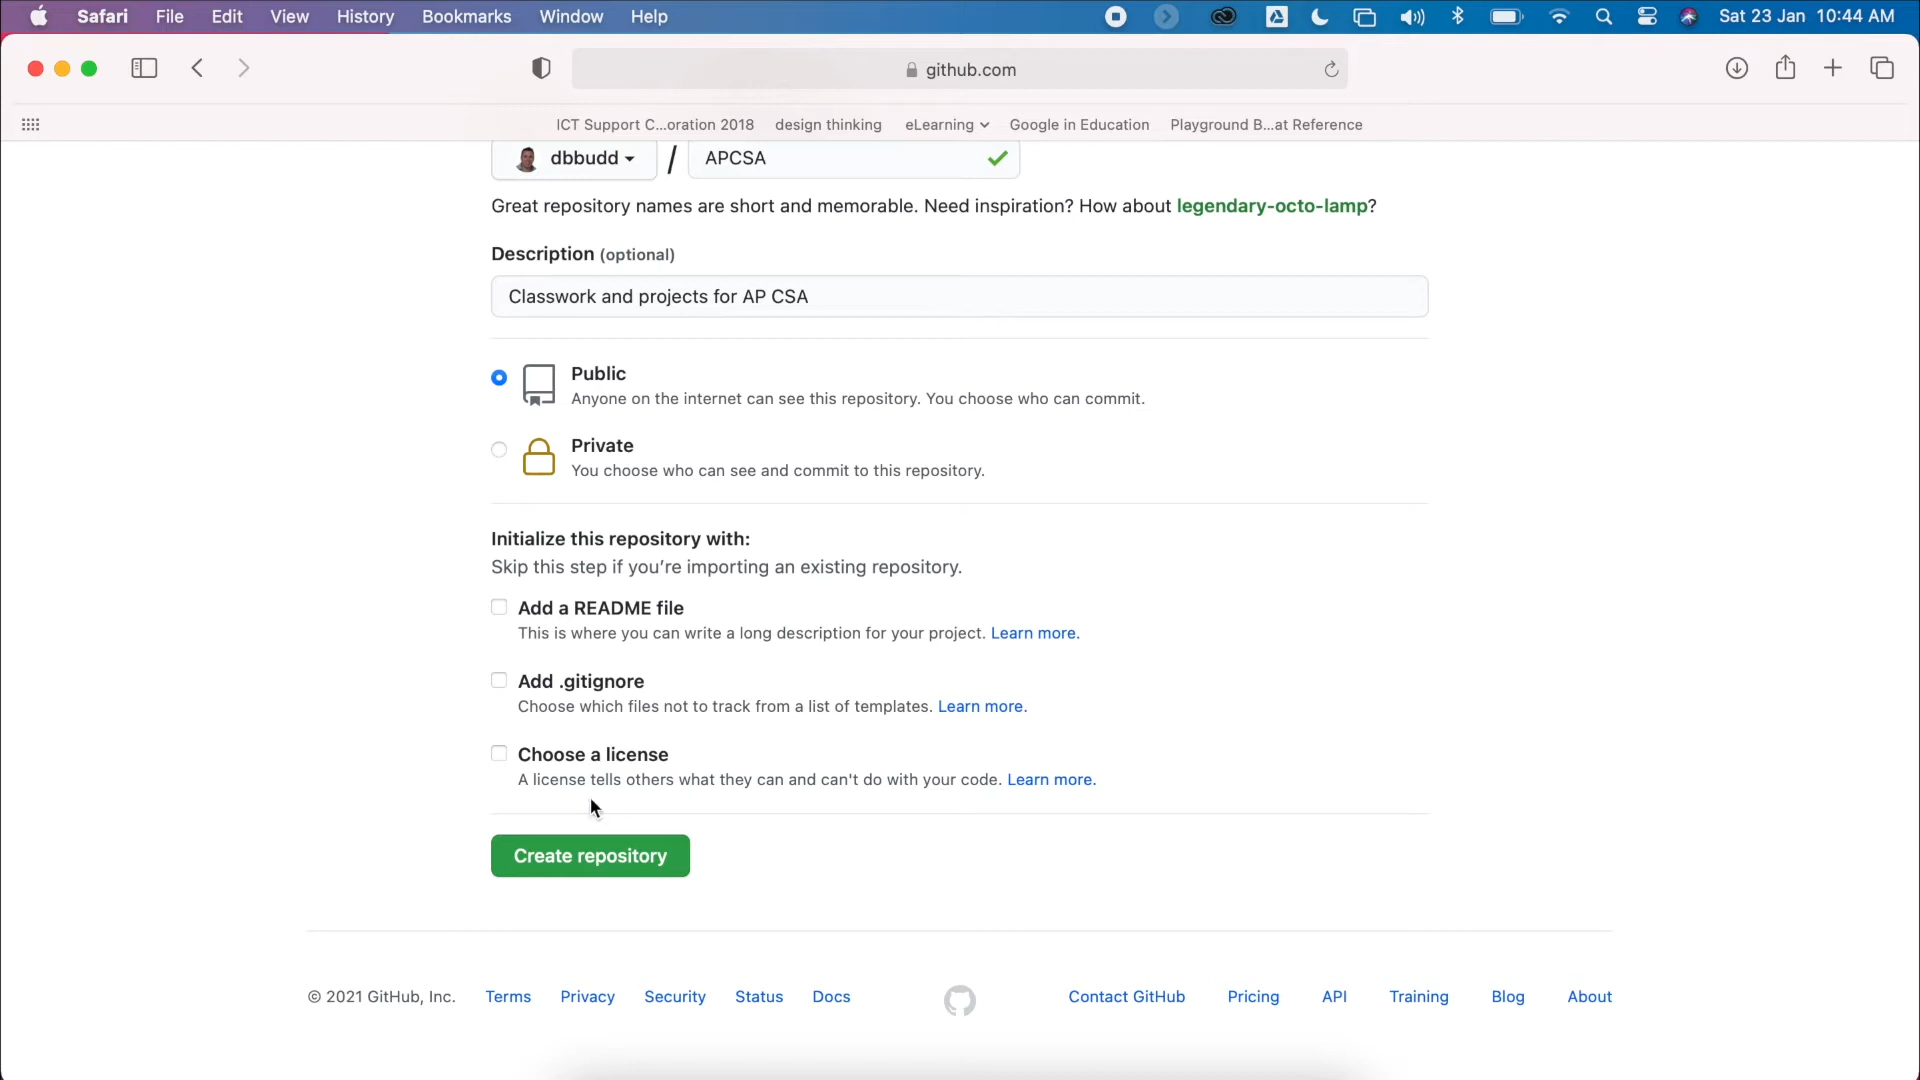 Safari File Edit View History Bookmarks Window Help Sat 23 Jan 10:44 AM
github.com
ICT Support C...oration 2018 design thinking eLearning Google in Education Playground B...at Reference
dbbudd / APCSA
Great repository names are short and memorable. Need inspiration? How about legendary-octo-lamp?
Description (optional)
Classwork and projects for AP CSA
Public
Anyone on the internet can see this repository. You choose who can commit.
Private
You choose who can see and commit to this repository.
Initialize this repository with:
Skip this step if you're importing an existing repository.
Add a README file
This is where you can write a long description for your project. Learn more.
Add .gitignore
Choose which files not to track from a list of templates. Learn more.
Choose a license
A license tells others what they can and can't do with your code. Learn more.
Create repository
© 2021 GitHub, Inc. Terms Privacy Security Status Docs Contact GitHub Pricing API Training Blog About